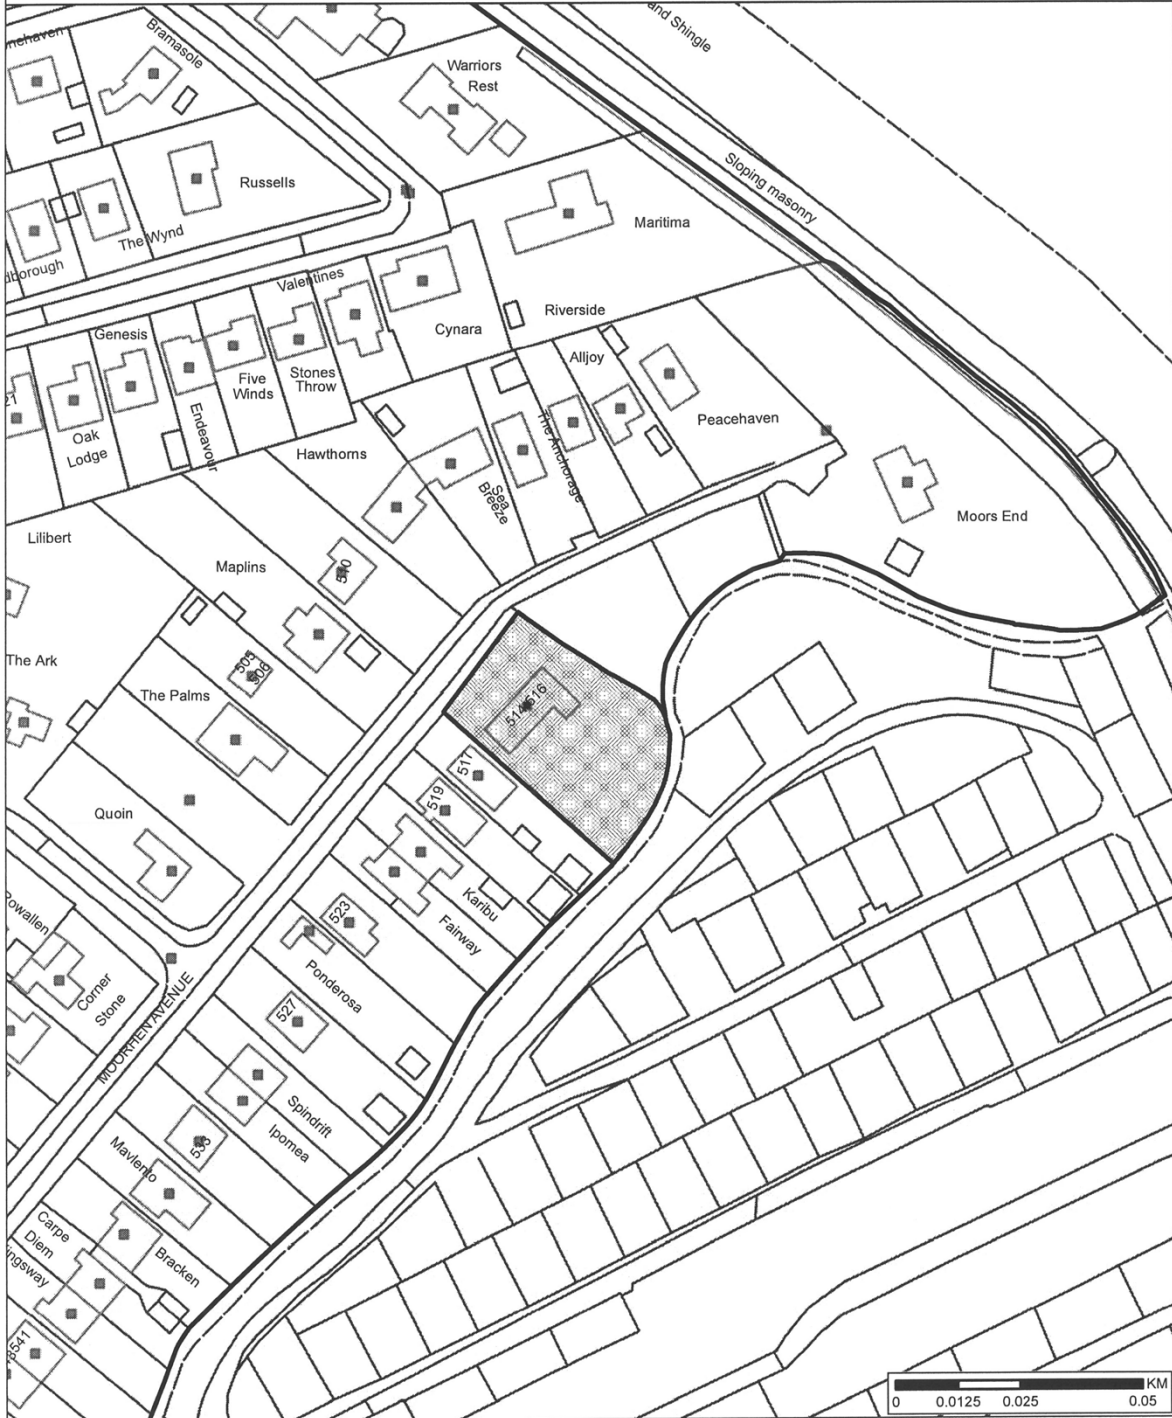 and Shingle
Bramasole
Warriors
Rest
Russells
Sloping masonry
The Wynd
Maritima
Valentines
Riverside
Genesis
Cynara
Alljoy
Five
Winds
Stones
Throw
Peacehaven
Endeavour
The Anchorage
Oak
Lodge
Hawthorns
Sea
Breeze
Moors End
Lilibert
Maplins
510
The Ark
505
506
The Palms
514-516
517
519
Quoin
Karibu
Fairway
523
Ponderosa
Corner
Stone
527
MOORHEN AVENUE
Spindrift
Ipomea
533
Maviento
Carpe
Diem
Bracken
541
KM
0 0.0125 0.025 0.05